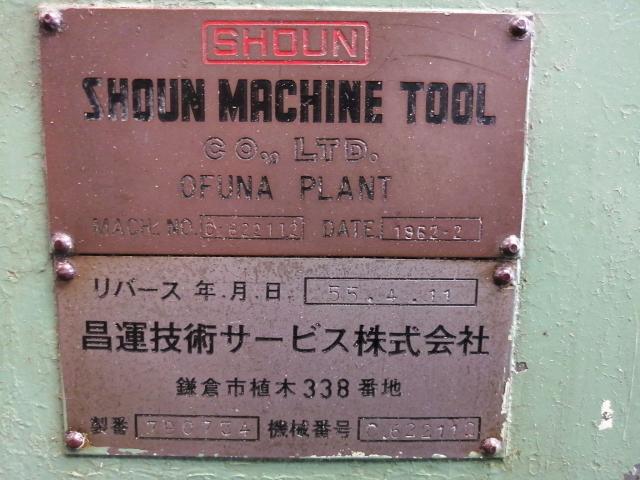 SHOUN
SHOUN MACHINE TOOL
CO., LTD.
OFUNA PLANT
MACH. NO. DATE 1962-2
リバース 年.月.日 55.4.11
昌運技術サービス株式会社
鎌倉市植木338番地
製番 機械番号